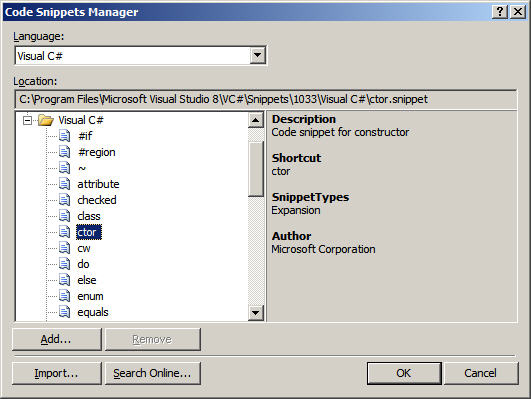 Code Snippets Manager
Language:
Visual C#
Location:
C:\Program Files\Microsoft Visual Studio 8\VC#\Snippets\1033\Visual C#\ctor.snippet
Visual C#
#if
#region
~
attribute
checked
class
ctor
cw
do
else
enum
equals
Description
Code snippet for constructor
Shortcut
ctor
SnippetTypes
Expansion
Author
Microsoft Corporation
Add...
Remove
Import...
Search Online...
OK
Cancel